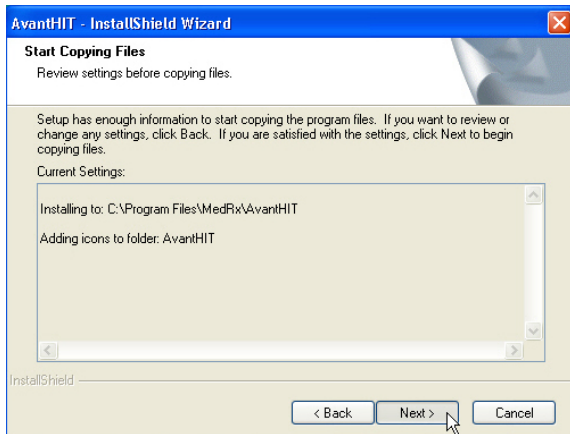 AvantHIT - InstallShield Wizard
Start Copying Files
Review settings before copying files.
Setup has enough information to start copying the program files.  If you want to review or
change any settings, click Back.  If you are satisfied with the settings, click Next to begin
copying files.
Current Settings:
Installing to: C:\Program Files\MedRx\AvantHIT
Adding icons to folder: AvantHIT
InstallShield
< Back
Next >
Cancel